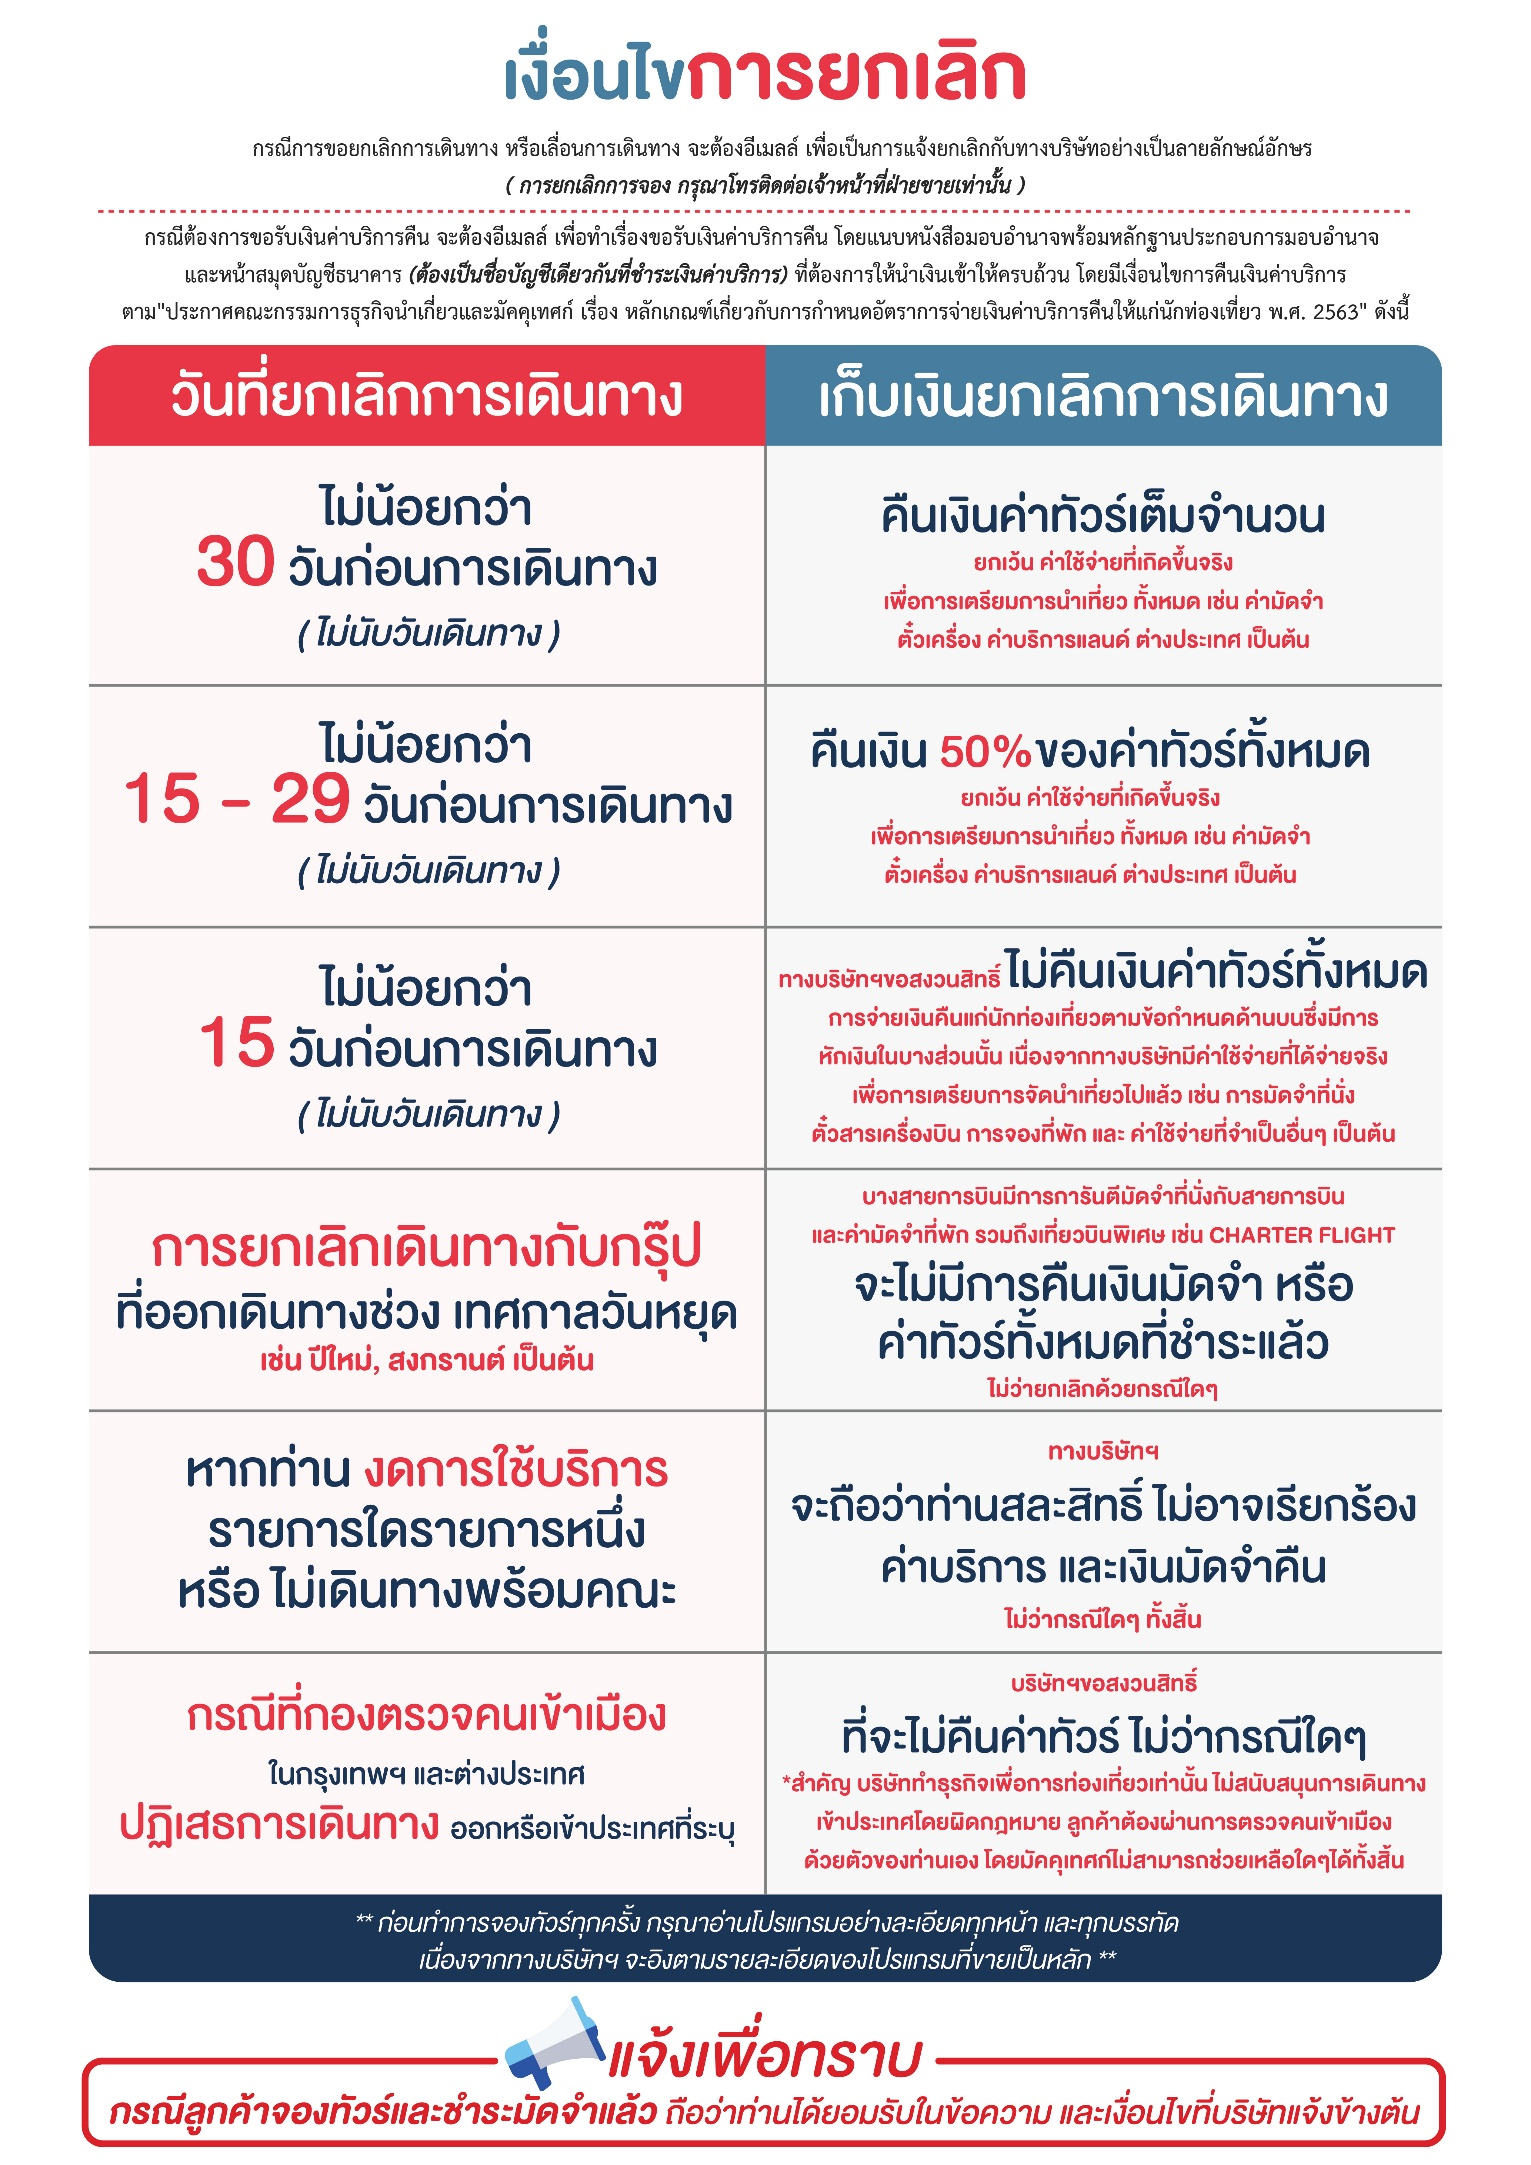 เงื่อนไขการยกเลิก
กรณีการขอยกเลิกการเดินทาง หรือเลื่อนการเดินทาง จะต้องอีเมลล์ เพื่อเป็นการแจ้งยกเลิกกับทางบริษัทอย่างเป็นลายลักษณ์อักษร
( การยกเลิกการจอง กรุณาโทรติดต่อเจ้าหน้าที่ฝ่ายขายเท่านั้น )
กรณีต้องการขอรับเงินค่าบริการคืน จะต้องอีเมลล์ เพื่อทำเรื่องขอรับเงินค่าบริการคืน โดยแนบหนังสือมอบอำนาจพร้อมหลักฐานประกอบการมอบอำนาจ
และหน้าสมุดบัญชีธนาคาร (ต้องเป็นชื่อบัญชีเดียวกันที่ชำระเงินค่าบริการ) ที่ต้องการให้นำเงินเข้าให้ครบถ้วน โดยมีเงื่อนไขการคืนเงินค่าบริการ
ตาม"ประกาศคณะกรรมการธุรกิจนำเกี่ยวและมัคคุเทศก์ เรื่อง หลักเกณฑ์เกี่ยวกับการกำหนดอัตราการจ่ายเงินค่าบริการคืนให้แก่นักท่องเที่ยว พ.ศ. 2563" ดังนี้
วันที่ยกเลิกการเดินทาง
เก็บเงินยกเลิกการเดินทาง
ไม่น้อยกว่า
30 วันก่อนการเดินทาง
( ไม่นับวันเดินทาง )
คืนเงินค่าทัวร์เต็มจำนวน
ยกเว้น ค่าใช้จ่ายที่เกิดขึ้นจริง
เพื่อการเตรียมการนำเที่ยว ทั้งหมด เช่น ค่ามัดจำ
ตั๋วเครื่อง ค่าบริการแลนด์ ต่างประเทศ เป็นต้น
ไม่น้อยกว่า
15 - 29 วันก่อนการเดินทาง
( ไม่นับวันเดินทาง )
คืนเงิน 50% ของค่าทัวร์ทั้งหมด
ยกเว้น ค่าใช้จ่ายที่เกิดขึ้นจริง
เพื่อการเตรียมการนำเที่ยว ทั้งหมด เช่น ค่ามัดจำ
ตั๋วเครื่อง ค่าบริการแลนด์ ต่างประเทศ เป็นต้น
ไม่น้อยกว่า
15 วันก่อนการเดินทาง
( ไม่นับวันเดินทาง )
ทางบริษัทฯขอสงวนสิทธิ์ ไม่คืนเงินค่าทัวร์ทั้งหมด
การจ่ายเงินคืนแก่นักท่องเที่ยวตามข้อกำหนดด้านบนซึ่งมีการ
หักเงินในบางส่วนนั้น เนื่องจากทางบริษัทมีค่าใช้จ่ายที่ได้จ่ายจริง
เพื่อการเตรียบการจัดนำเที่ยวไปแล้ว เช่น การมัดจำที่นั่ง
ตั๋วสารเครื่องบิน การจองที่พัก และ ค่าใช้จ่ายที่จำเป็นอื่นๆ เป็นต้น
การยกเลิกเดินทางกับกรุ๊ป
ที่ออกเดินทางช่วง เทศกาลวันหยุด
เช่น ปีใหม่, สงกรานต์ เป็นต้น
บางสายการบินมีการการันตีมัดจำที่นั่งกับสายการบิน
และค่ามัดจำที่พัก รวมถึงเที่ยวบินพิเศษ เช่น CHARTER FLIGHT
จะไม่มีการคืนเงินมัดจำ หรือ
ค่าทัวร์ทั้งหมดที่ชำระแล้ว
ไม่ว่ายกเลิกด้วยกรณีใดๆ
หากท่าน งดการใช้บริการ
รายการใดรายการหนึ่ง
หรือ ไม่เดินทางพร้อมคณะ
ทางบริษัทฯ
จะถือว่าท่านสละสิทธิ์ ไม่อาจเรียกร้อง
ค่าบริการ และเงินมัดจำคืน
ไม่ว่ากรณีใดๆ ทั้งสิ้น
กรณีที่กองตรวจคนเข้าเมือง
ในกรุงเทพฯ และต่างประเทศ
ปฏิเสธการเดินทาง ออกหรือเข้าประเทศที่ระบุ
บริษัทฯขอสงวนสิทธิ์
ที่จะไม่คืนค่าทัวร์ ไม่ว่ากรณีใดๆ
*สำคัญ บริษัททำธุรกิจเพื่อการท่องเที่ยวเท่านั้น ไม่สนับสนุนการเดินทาง
เข้าประเทศโดยผิดกฎหมาย ลูกค้าต้องผ่านการตรวจคนเข้าเมือง
ด้วยตัวของท่านเอง โดยมัคคุเทศก์ไม่สามารถช่วยเหลือใดๆได้ทั้งสิ้น
** ก่อนทำการจองทัวร์ทุกครั้ง กรุณาอ่านโปรแกรมอย่างละเอียดทุกหน้า และทุกบรรทัด
เนื่องจากทางบริษัทฯ จะอิงตามรายละเอียดของโปรแกรมที่ขายเป็นหลัก **
แจ้งเพื่อทราบ
กรณีลูกค้าจองทัวร์และชำระมัดจำแล้ว ถือว่าท่านได้ยอมรับในข้อความ และเงื่อนไขที่บริษัทแจ้งข้างต้น